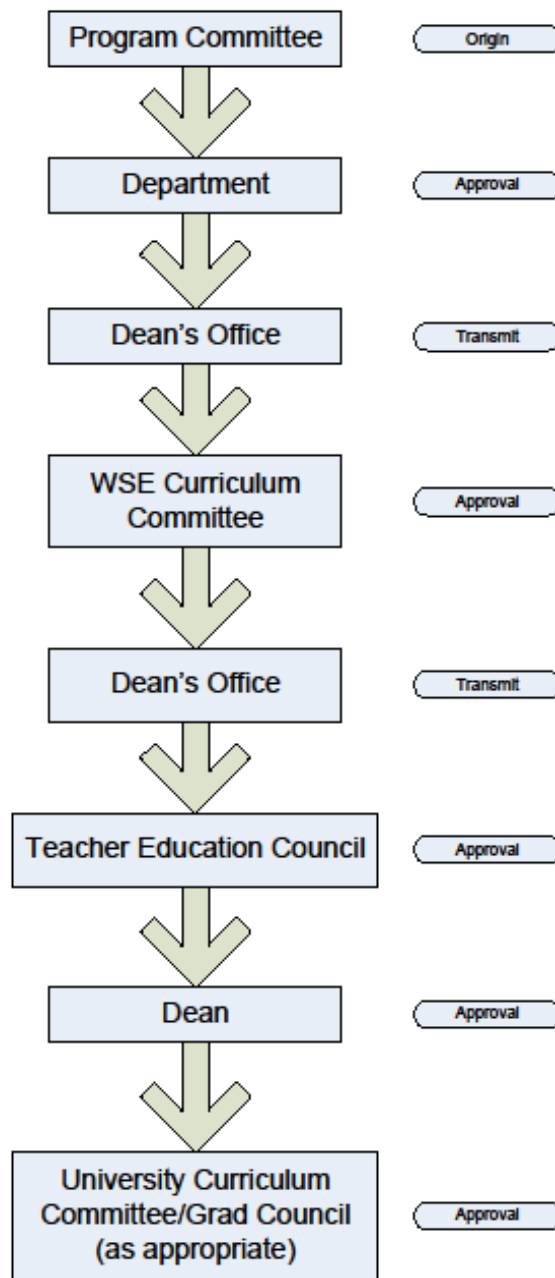 Program Committee
Origin
Department
Approval
Dean's Office
Transmit
WSE Curriculum
Committee
Approval
Dean's Office
Transmit
Teacher Education Council
Approval
Dean
Approval
University Curriculum
Committee/Grad Council
(as appropriate)
Approval